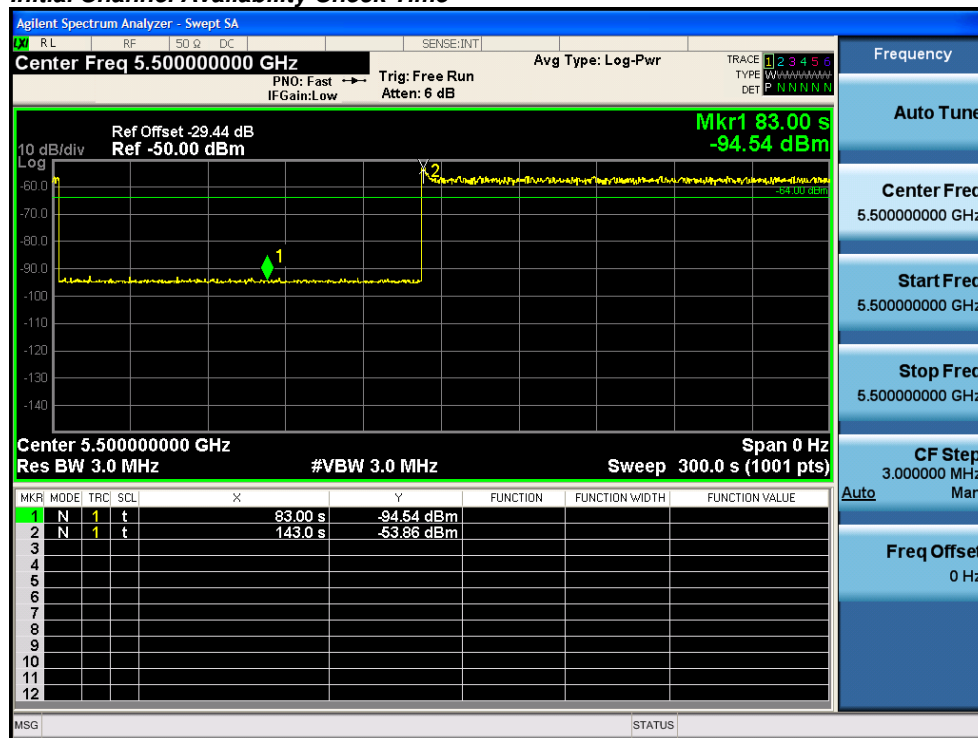 Initial Channel Availability Check Time
Agilent Spectrum Analyzer - Swept SA
LXI RL RF 50 Ω DC SENSE:INT
Center Freq 5.500000000 GHz
PNO: Fast
IFGain:Low
Trig: Free Run
Atten: 6 dB
Avg Type: Log-Pwr
TRACE 1 2 3 4 5 6
TYPE WWWWWW
DET P N N N N N
Ref Offset -29.44 dB
Ref -50.00 dBm
10 dB/div
Log
Mkr1 83.00 s
-94.54 dBm
-60.0
-70.0
-80.0
-90.0
-100
-110
-120
-130
-140
1
2
-64.00 dBm
Center 5.500000000 GHz
Span 0 Hz
Res BW 3.0 MHz
#VBW 3.0 MHz
Sweep 300.0 s (1001 pts)
MKR MODE TRC SCL X Y FUNCTION FUNCTION WIDTH FUNCTION VALUE
1 N 1 t 83.00 s -94.54 dBm
2 N 1 t 143.0 s -53.86 dBm
3
4
5
6
7
8
9
10
11
12
MSG
STATUS
Frequency
Auto Tune
Center Freq
5.500000000 GHz
Start Freq
5.500000000 GHz
Stop Freq
5.500000000 GHz
CF Step
3.000000 MHz
Auto Man
Freq Offset
0 Hz